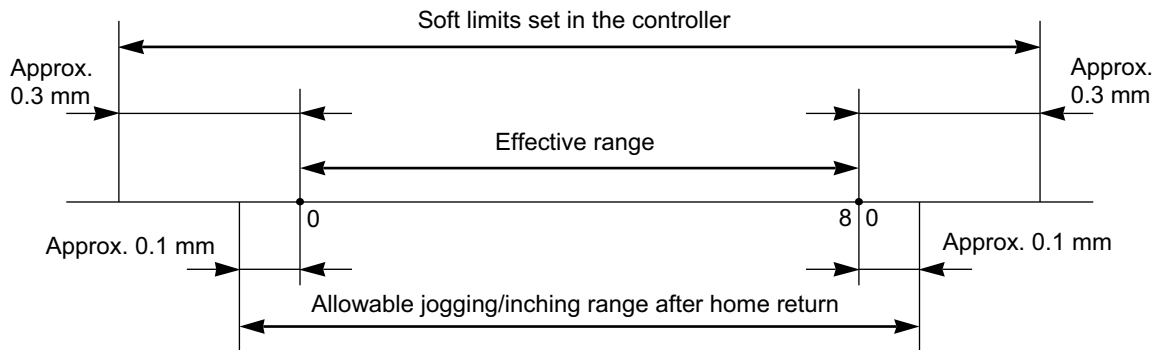 Soft limits set in the controller
Approx.
0.3 mm
Approx.
0.3 mm
Effective range
0
8 0
Approx. 0.1 mm
Approx. 0.1 mm
Allowable jogging/inching range after home return